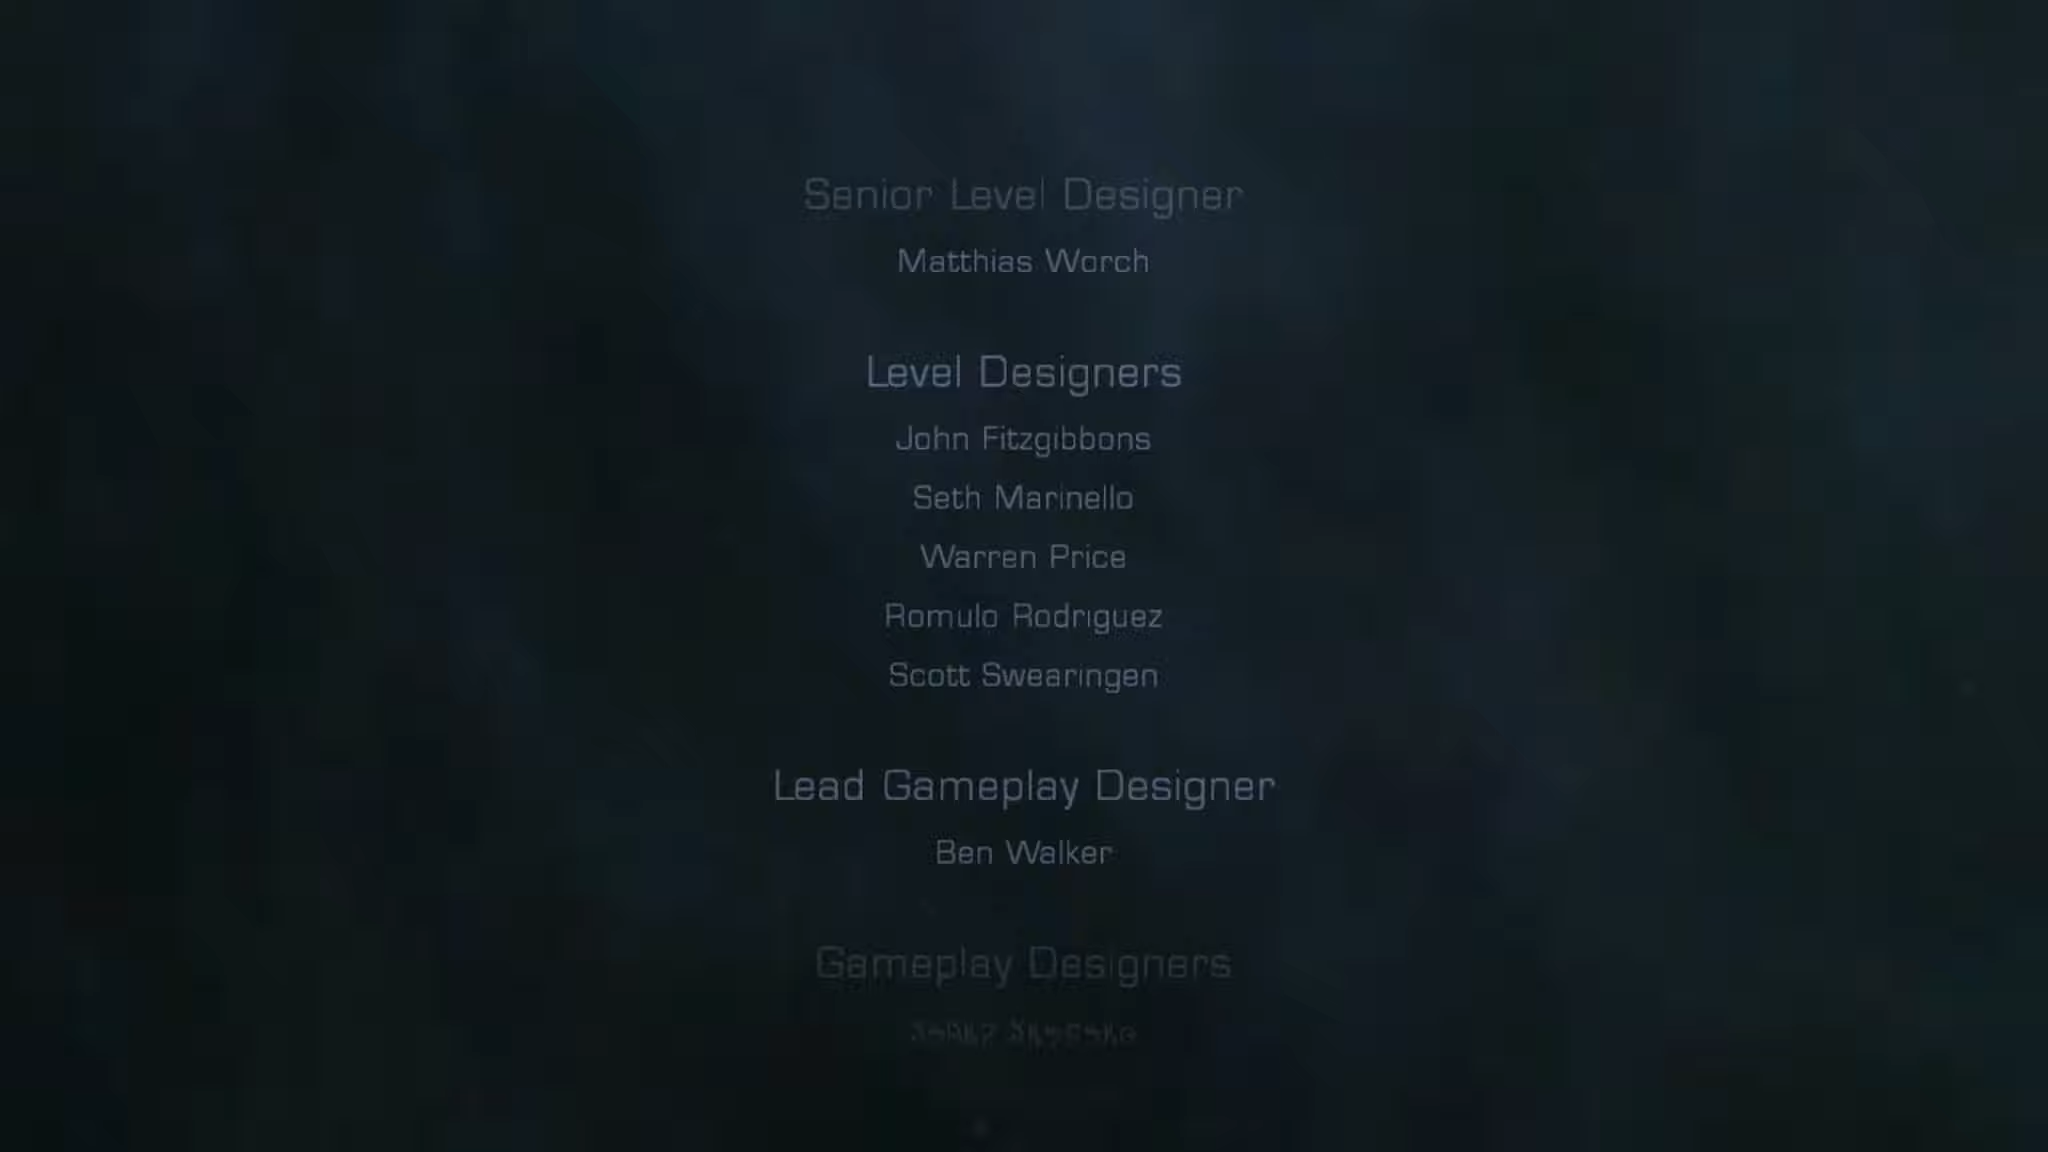 Senior Level Designer
Matthias Worch
Level Designers
John Fitzgibbons
Seth Marinello
Warren Price
Romulo Rodriguez
Scott Swearingen
Lead Gameplay Designer
Ben Walker
Gameplay Designers